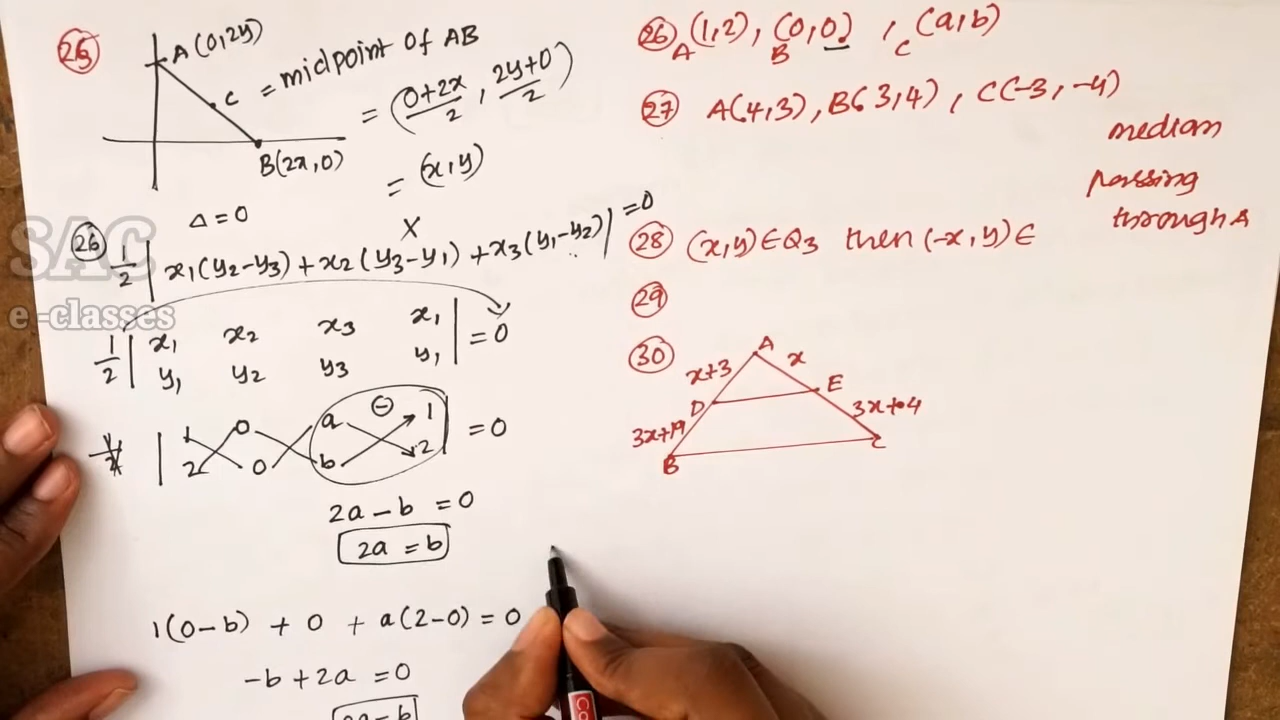 25 A(0,2y)
C = midpoint of AB
= (0+2x/2 , 2y+0/2)
B(2x,0)
= (x,y)
Δ=0
X
26 1/2 | x₁(y₂-y₃)+x₂(y₃-y₁)+x₃(y₁-y₂)| =0
1/2 | x₁ x₂ x₃ x₁ | =0
y₁ y₂ y₃ y₁
1/2 | 1 0 a ⊖ 1 | =0
2 0 b 2
2a-b =0
2a =b
1(0-b) + 0 + a(2-0) =0
-b+2a =0
2a=b
26 (1,2), (0,0) , (a,b)
A B C
27 A(4,3), B(3,4), C(-3,-4)
median
passing
through A
28 (x,y)∈Q₃ then (-x,y)∈
29
30 A
x+3 x
D E
3x+19 3x+4
B C
SAC
e-classes
Co